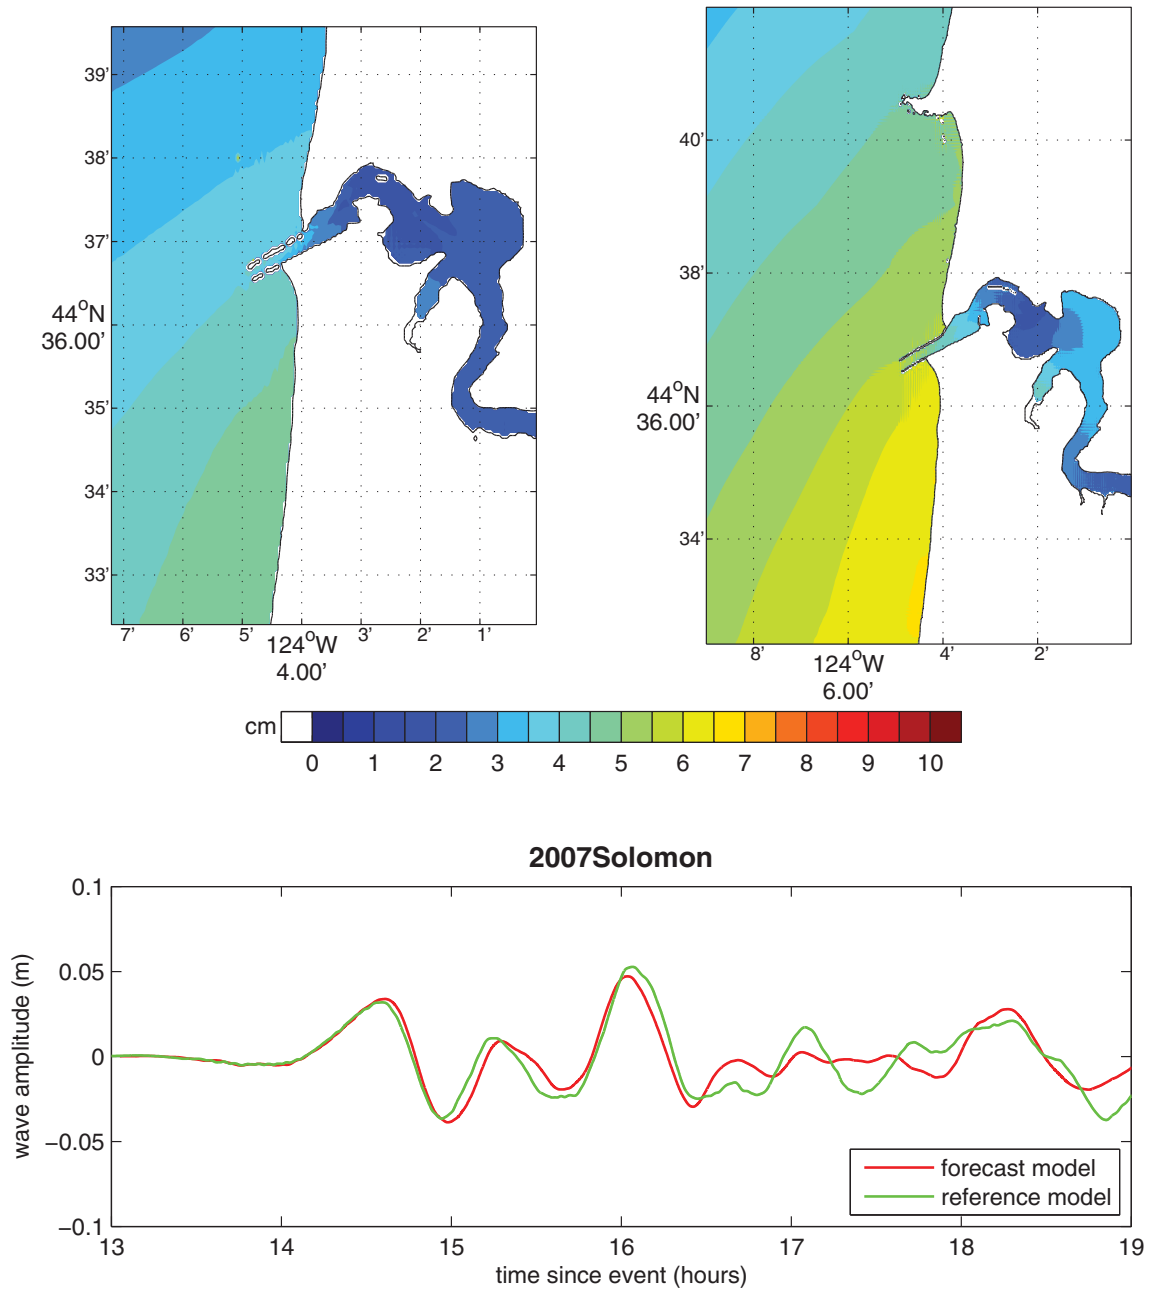 39'
38'
37'
44°N
36.00'
35'
34'
33'
7'
6'
5'
124°W
4.00'
3'
2'
1'
40'
38'
44°N
36.00'
34'
8'
124°W
6.00'
4'
2'
cm
0 1 2 3 4 5 6 7 8 9 10
2007Solomon
wave amplitude (m)
0.1
0.05
0
−0.05
−0.1
forecast model
reference model
13 14 15 16 17 18 19
time since event (hours)